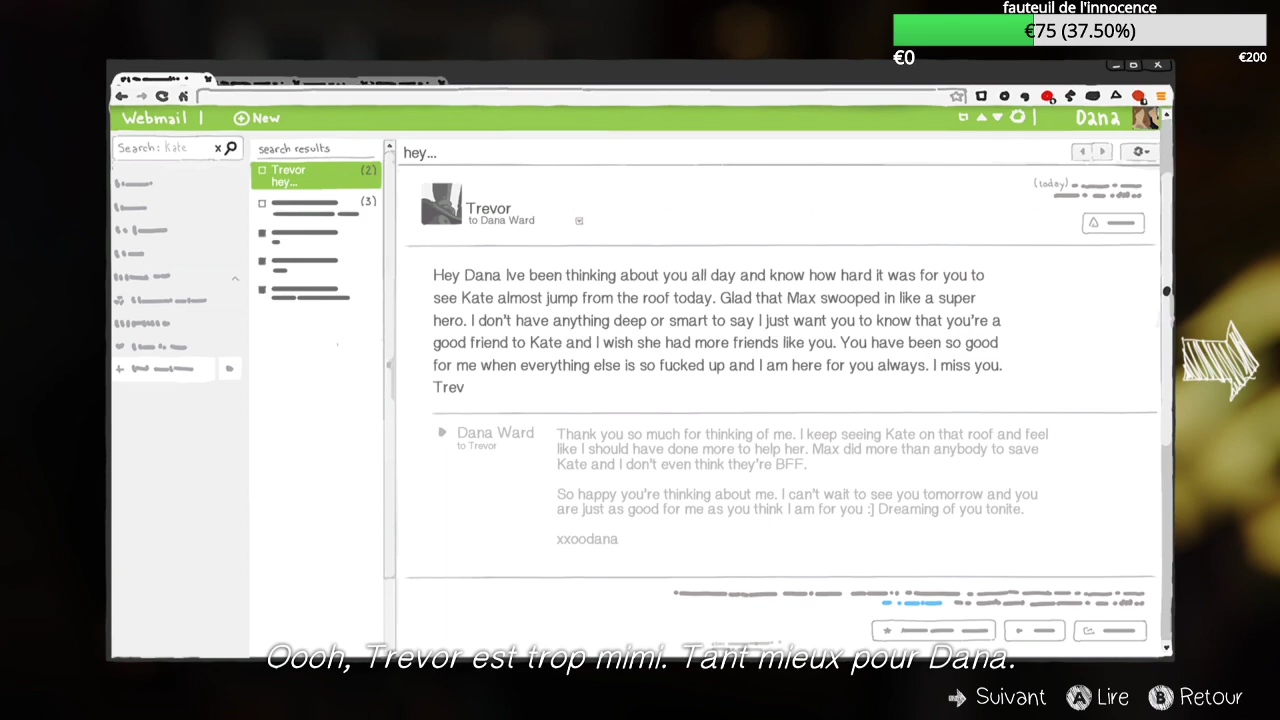 fauteuil de l'innocence
€75 (37.50%)
€0
€200
Webmail |
New
Dana
Search: Kate
x
search results
Trevor
(2)
hey...
(3)
hey...
(today)
Trevor
to Dana Ward
Hey Dana Ive been thinking about you all day and know how hard it was for you to
see Kate almost jump from the roof today. Glad that Max swooped in like a super
hero. I don't have anything deep or smart to say I just want you to know that you're a
good friend to Kate and I wish she had more friends like you. You have been so good
for me when everything else is so fucked up and I am here for you always. I miss you.
Trev
Dana Ward
to Trevor
Thank you so much for thinking of me. I keep seeing Kate on that roof and feel
like I should have done more to help her. Max did more than anybody to save
Kate and I don't even think they're BFF.
So happy you're thinking about me. I can't wait to see you tomorrow and you
are just as good for me as you think I am for you :] Dreaming of you tonite.
xxoodana
Oooh, Trevor est trop mimi. Tant mieux pour Dana.
Suivant
A Lire
B Retour